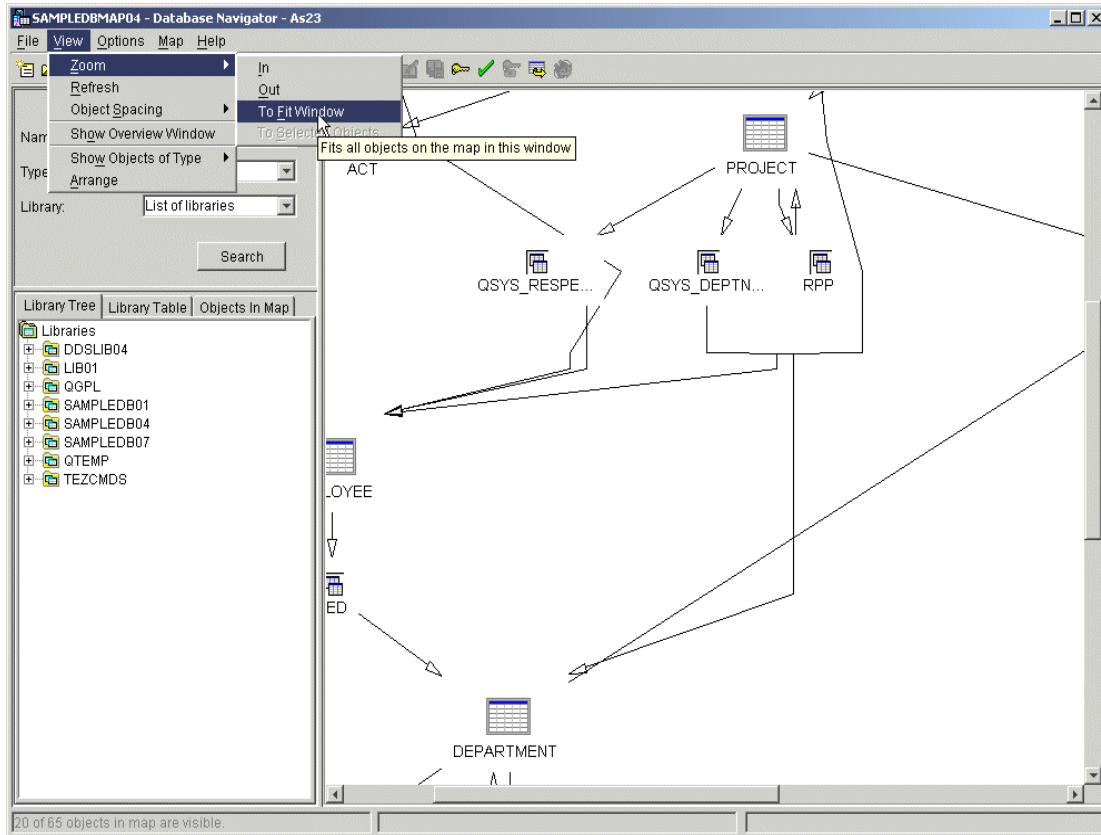 SAMPLEDBMAP04 - Database Navigator - As23
File View Options Map Help
Zoom
Refresh
Object Spacing
Show Overview Window
Show Objects of Type
Arrange
In
Out
To Fit Window
To Selected Objects
Fits all objects on the map in this window
Nam
Type
Library:
List of libraries
Search
Library Tree
Library Table
Objects In Map
Libraries
DDSLIB04
LIB01
QGPL
SAMPLEDB01
SAMPLEDB04
SAMPLEDB07
QTEMP
TEZCMDS
ACT
PROJECT
QSYS_RESPE...
QSYS_DEPTN...
RPP
LOYEE
ED
DEPARTMENT
20 of 65 objects in map are visible.